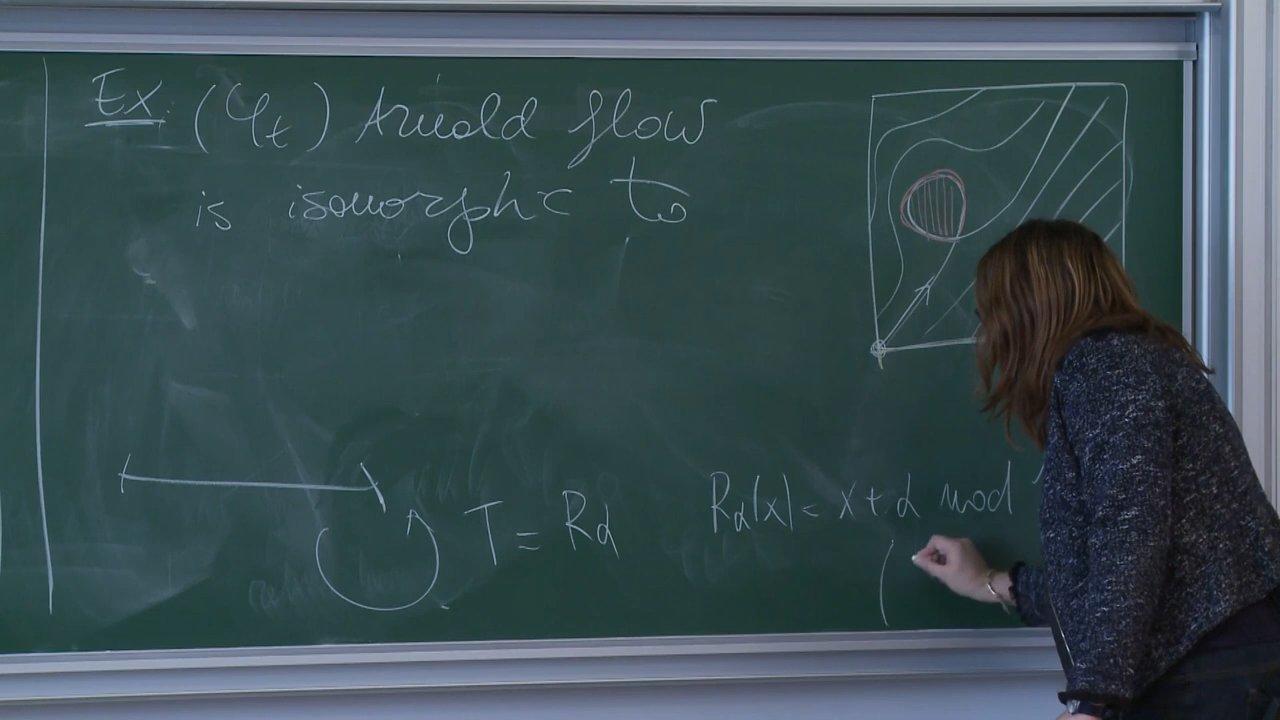 Ex: (φt) Arnold flow
is isomorphic to
T = Rα
Rα(x) = x + α mod
(